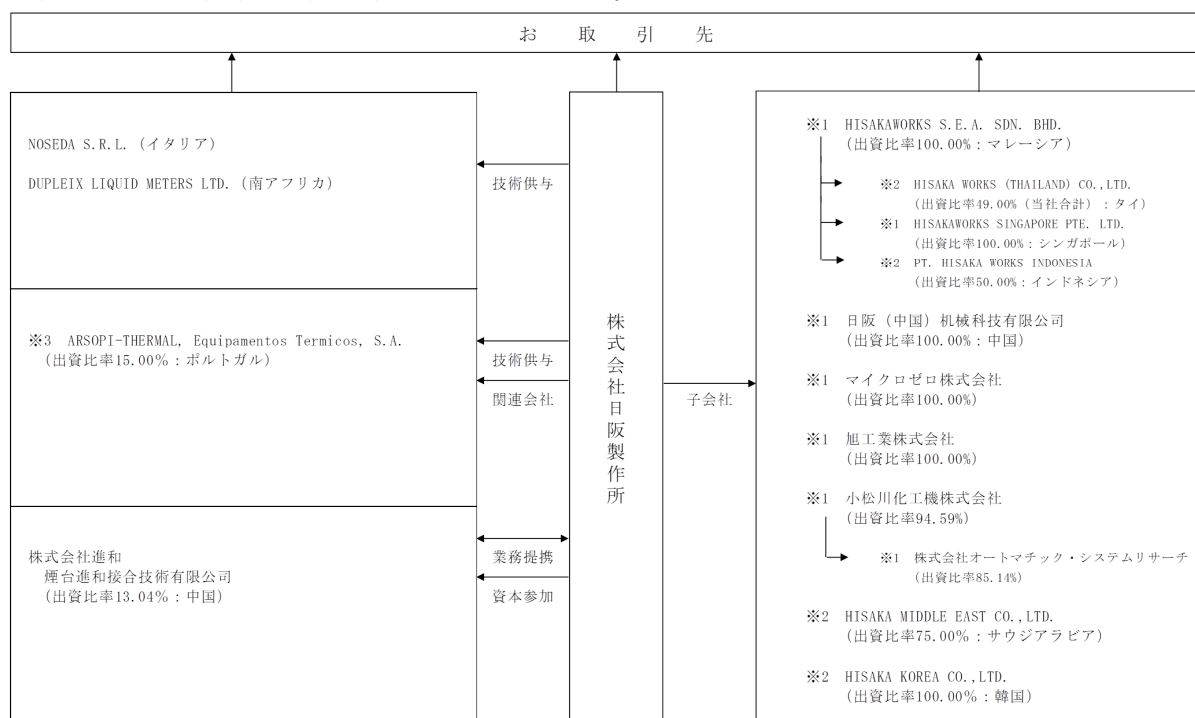 お取引先
NOSEDA S.R.L. (イタリア)
DUPLEIX LIQUID METERS LTD. (南アフリカ)
※3 ARSOPI-THERMAL, Equipamentos Termicos, S.A.
(出資比率15.00%:ポルトガル)
株式会社進和
煙台進和接合技術有限公司
(出資比率13.04%:中国)
技術供与
技術供与
関連会社
業務提携
資本参加
株式会社日阪製作所
子会社
※1 HISAKAWORKS S.E.A. SDN. BHD.
(出資比率100.00%:マレーシア)
※2 HISAKA WORKS (THAILAND) CO.,LTD.
(出資比率49.00%(当社合計):タイ)
※1 HISAKAWORKS SINGAPORE PTE. LTD.
(出資比率100.00%:シンガポール)
※2 PT. HISAKA WORKS INDONESIA
(出資比率50.00%:インドネシア)
※1 日阪(中国)机械科技有限公司
(出資比率100.00%:中国)
※1 マイクロゼロ株式会社
(出資比率100.00%)
※1 旭工業株式会社
(出資比率100.00%)
※1 小松川化工機株式会社
(出資比率94.59%)
※1 株式会社オートマチック・システムリサーチ
(出資比率85.14%)
※2 HISAKA MIDDLE EAST CO.,LTD.
(出資比率75.00%:サウジアラビア)
※2 HISAKA KOREA CO.,LTD.
(出資比率100.00%:韓国)